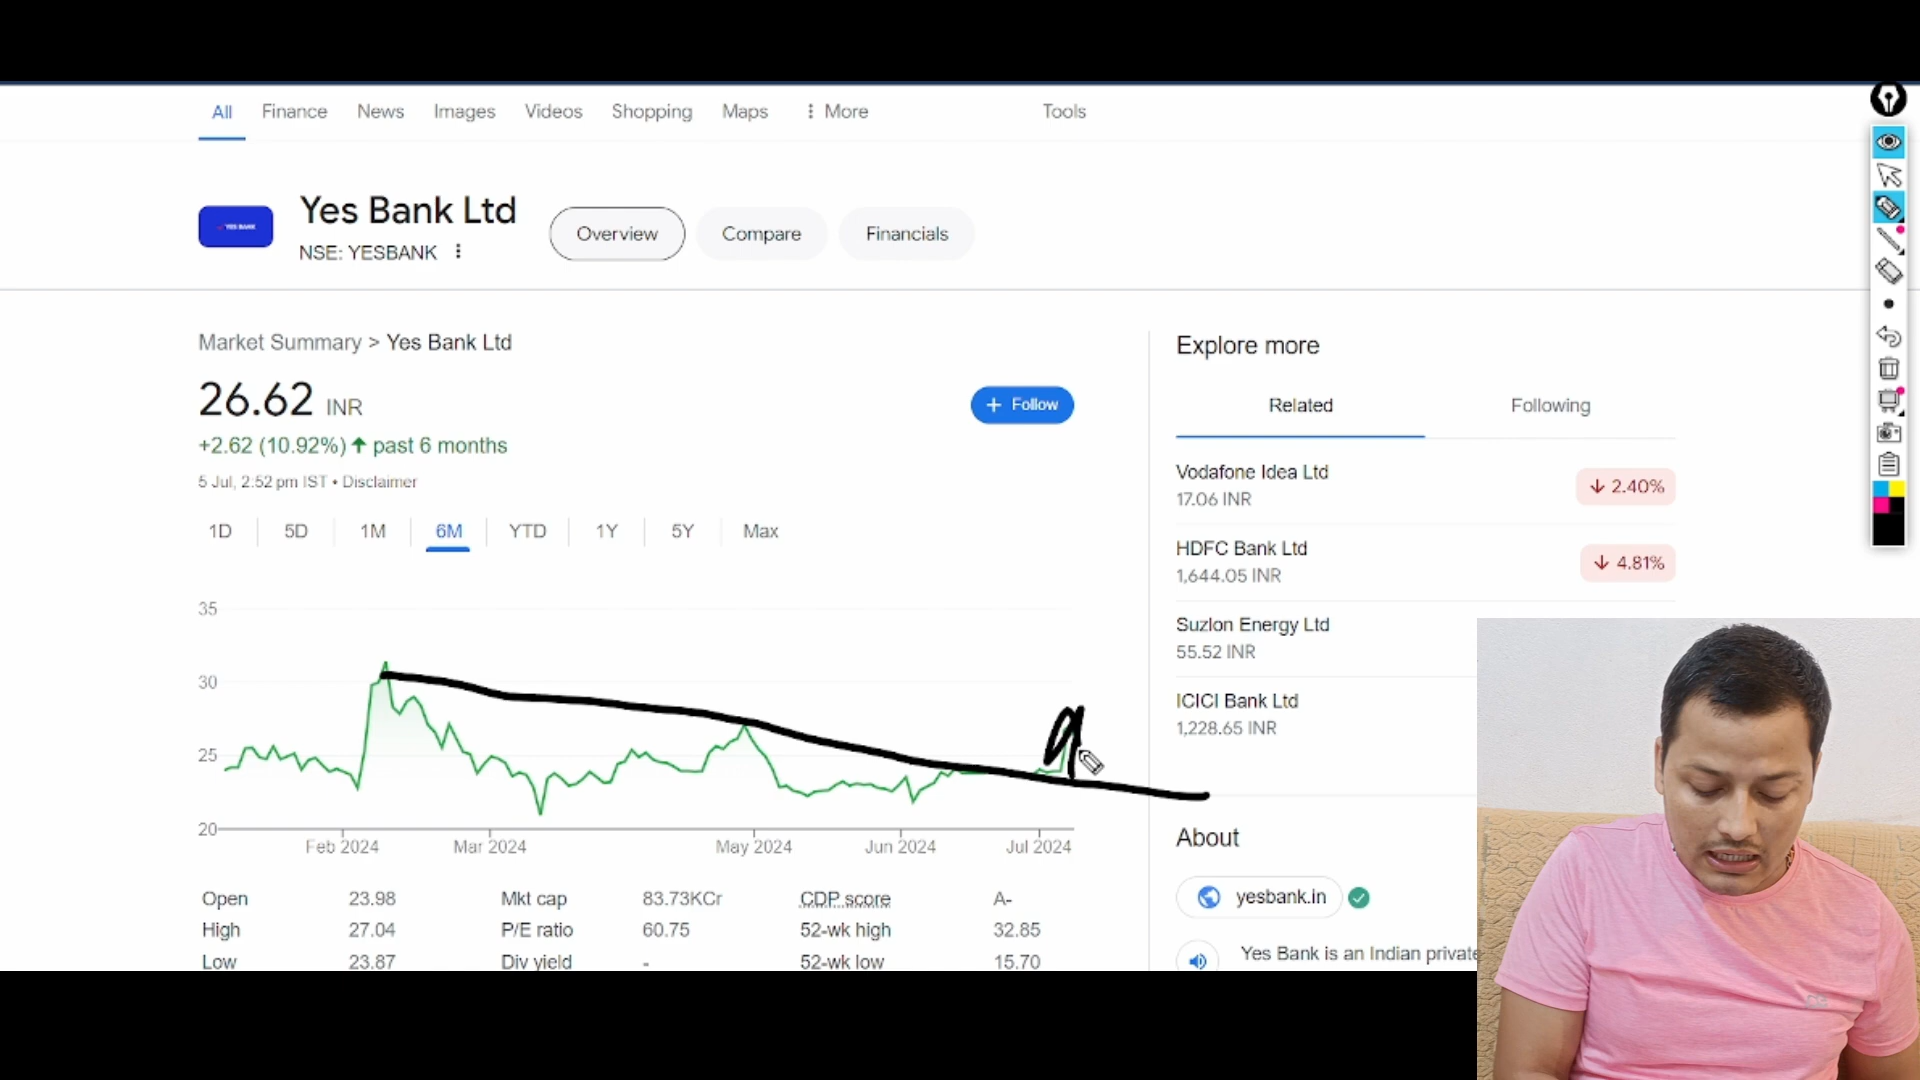 All Finance News Images Videos Shopping Maps More Tools
YES BANK
Yes Bank Ltd
NSE: YESBANK
Overview Compare Financials
Market Summary > Yes Bank Ltd
26.62 INR
+ Follow
+2.62 (10.92%) ↑ past 6 months
5 Jul, 2:52 pm IST • Disclaimer
1D 5D 1M 6M YTD 1Y 5Y Max
35
30
25
20
Feb 2024 Mar 2024 May 2024 Jun 2024 Jul 2024
Open 23.98 Mkt cap 83.73KCr CDP score A-
High 27.04 P/E ratio 60.75 52-wk high 32.85
Low 23.87 Div yield - 52-wk low 15.70
Explore more
Related Following
Vodafone Idea Ltd
17.06 INR
↓ 2.40%
HDFC Bank Ltd
1,644.05 INR
↓ 4.81%
Suzlon Energy Ltd
55.52 INR
ICICI Bank Ltd
1,228.65 INR
About
yesbank.in
Yes Bank is an Indian private